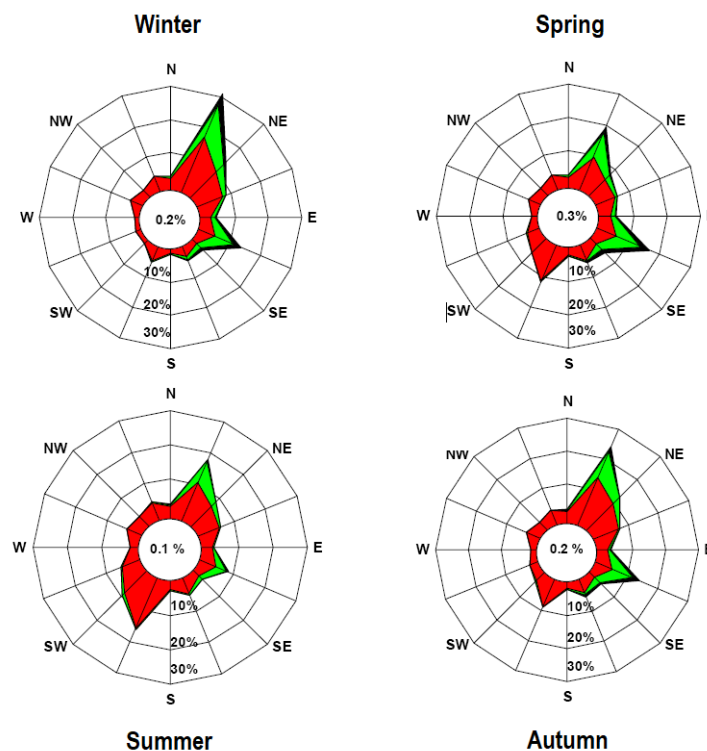 Winter
N
NW
NE
W
0.2%
E
10%
20%
30%
SW
SE
S
Spring
N
NW
NE
W
0.3%
E
10%
20%
30%
SW
SE
S
N
NW
NE
W
0.1 %
E
10%
20%
30%
SW
SE
S
Summer
N
NW
NE
W
0.2 %
E
10%
20%
30%
SW
SE
S
Autumn